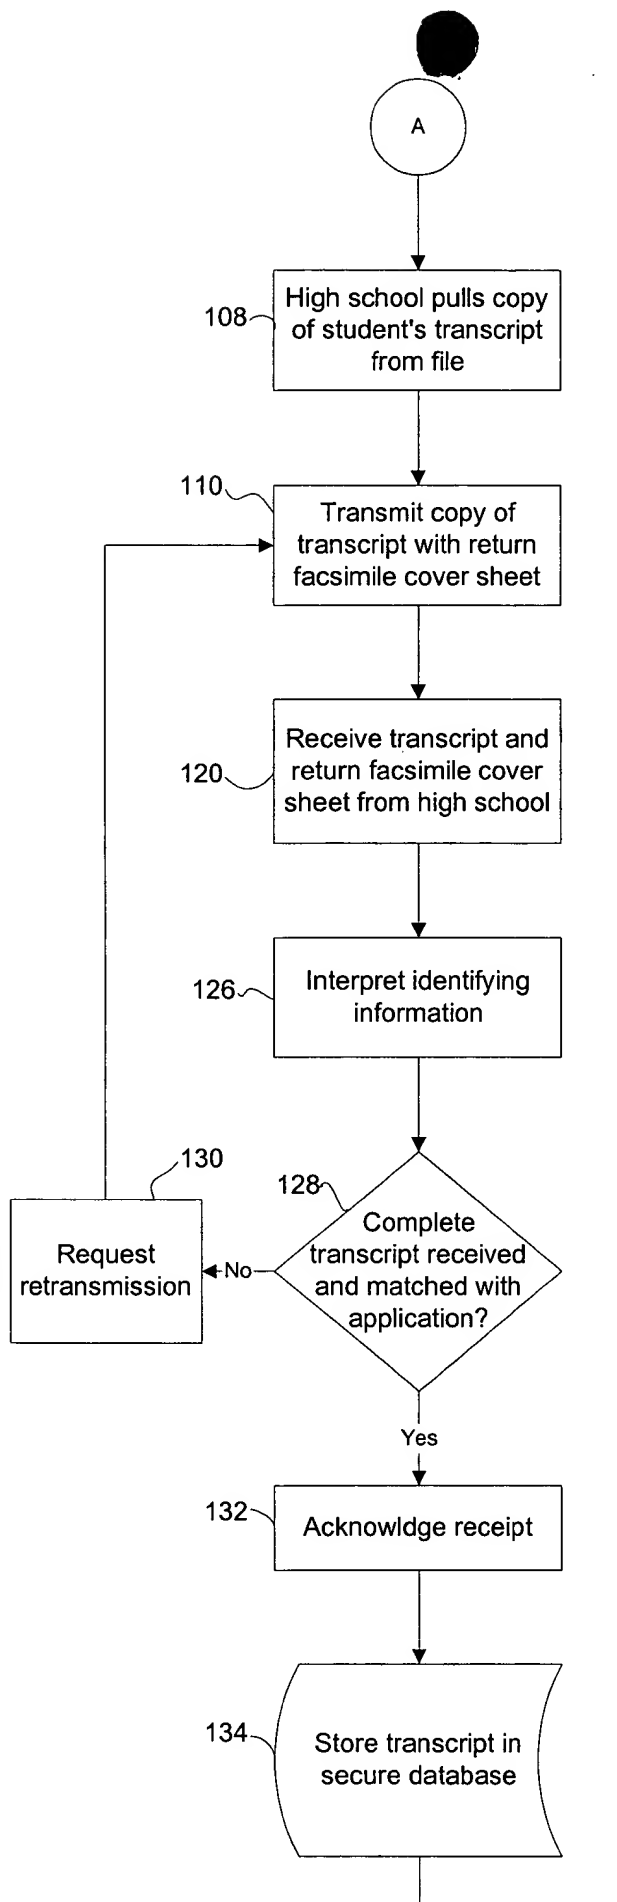 A
108
High school pulls copy
of student's transcript
from file
110
Transmit copy of
transcript with return
facsimile cover sheet
120
Receive transcript and
return facsimile cover
sheet from high school
126
Interpret identifying
information
130
Request
retransmission
No
128
Complete
transcript received
and matched with
application?
Yes
132
Acknowldge receipt
134
Store transcript in
secure database